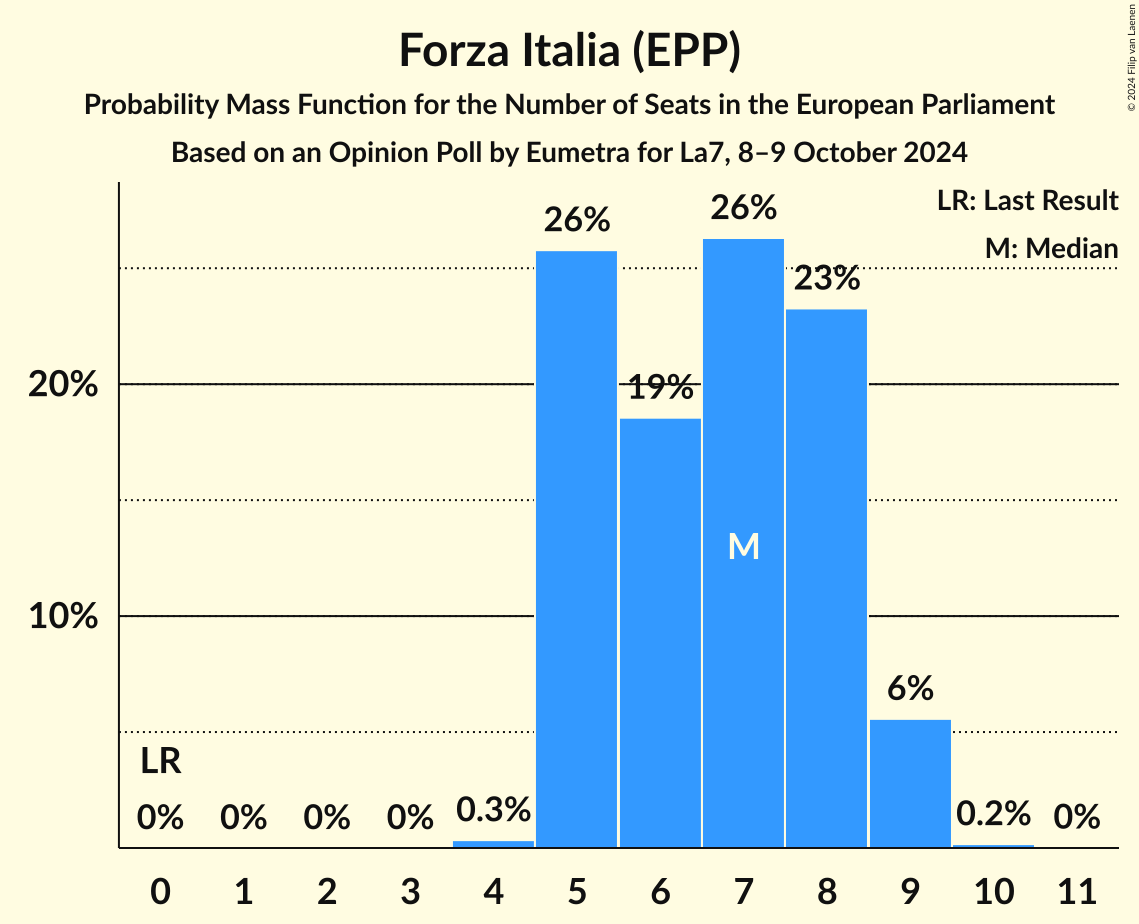 Forza Italia (EPP)
Probability Mass Function for the Number of Seats in the European Parliament
Based on an Opinion Poll by Eumetra for La7, 8–9 October 2024
© 2024 Filip van Laenen
LR: Last Result
M: Median
26%
26%
23%
20%
19%
M
10%
6%
LR
0%
0%
0%
0%
0.3%
0.2%
0%
0 1 2 3 4 5 6 7 8 9 10 11